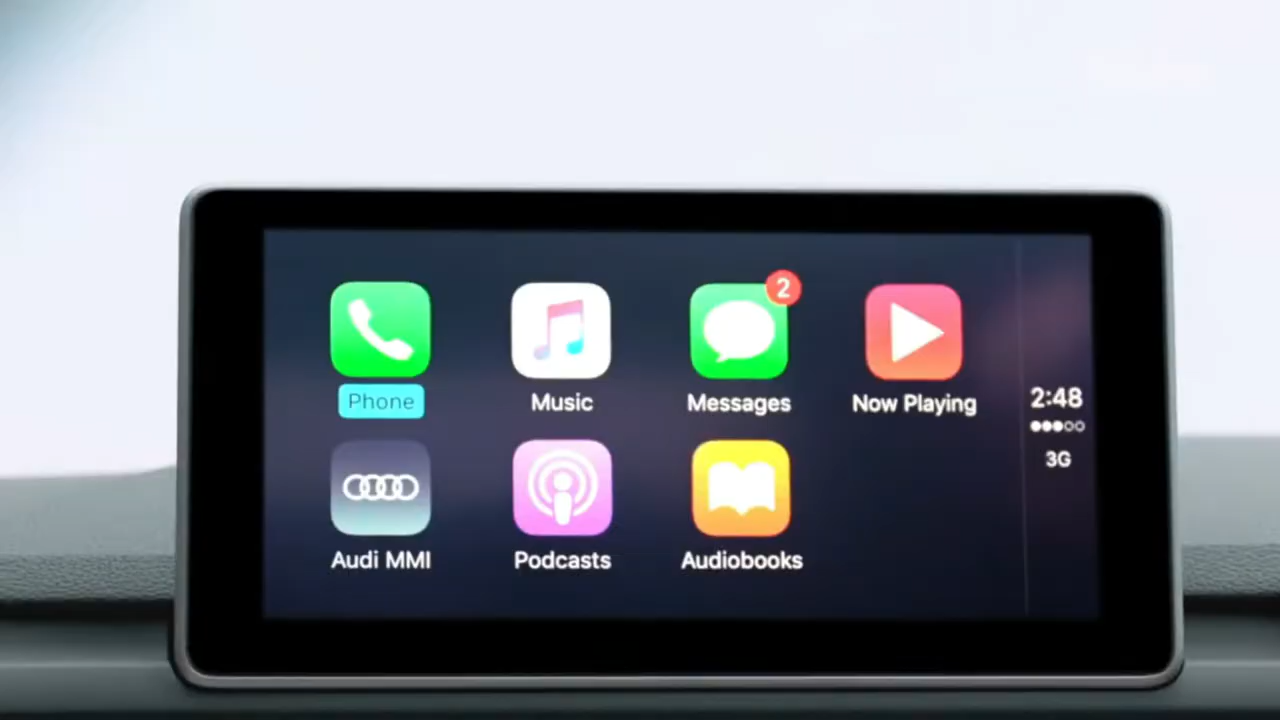 2
Phone
Music
Messages
Now Playing
2:48
3G
Audi MMI
Podcasts
Audiobooks